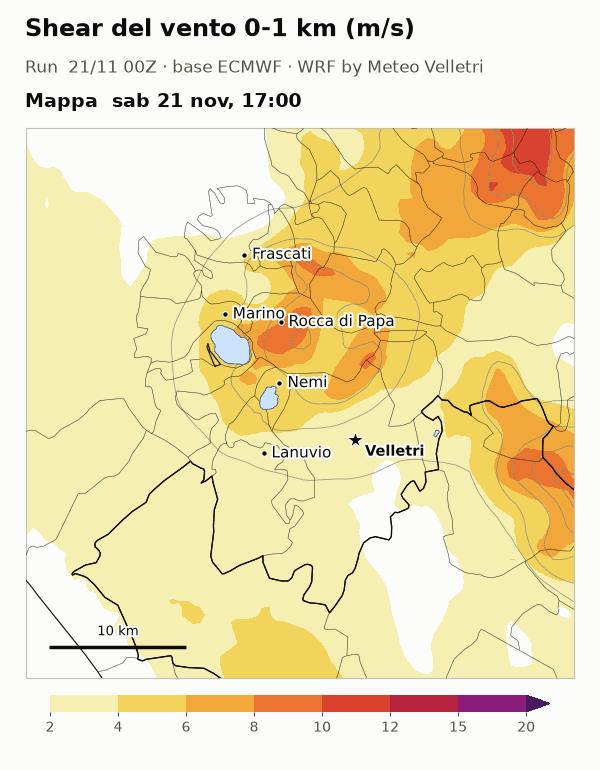 Shear del vento 0-1 km (m/s)
Run 21/11 00Z · base ECMWF · WRF by Meteo Velletri
Mappa sab 21 nov, 17:00
Frascati
Marino
Rocca di Papa
Nemi
Velletri
Lanuvio
10 km
2 4 6 8 10 12 15 20